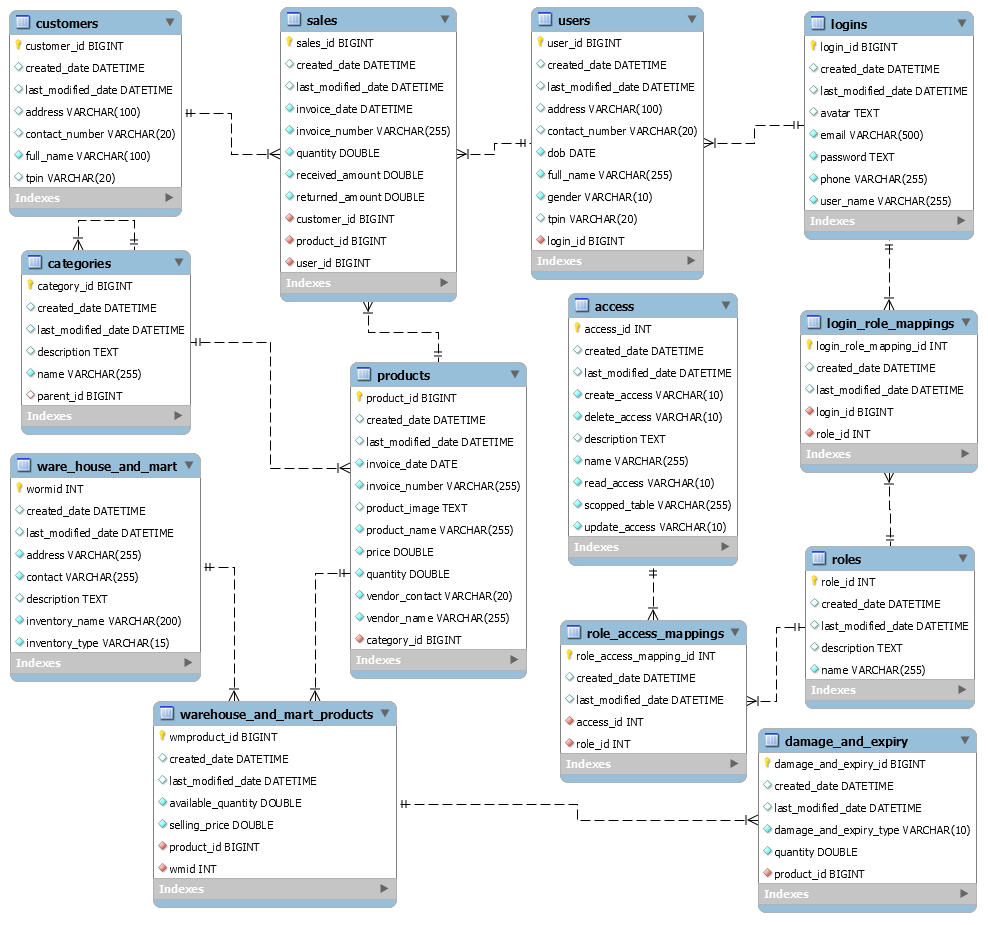 customers
customer_id BIGINT
created_date DATETIME
last_modified_date DATETIME
address VARCHAR(100)
contact_number VARCHAR(20)
full_name VARCHAR(100)
tpin VARCHAR(20)
Indexes
sales
sales_id BIGINT
created_date DATETIME
last_modified_date DATETIME
invoice_date DATETIME
invoice_number VARCHAR(255)
quantity DOUBLE
received_amount DOUBLE
returned_amount DOUBLE
customer_id BIGINT
product_id BIGINT
user_id BIGINT
Indexes
users
user_id BIGINT
created_date DATETIME
last_modified_date DATETIME
address VARCHAR(100)
contact_number VARCHAR(20)
dob DATE
full_name VARCHAR(255)
gender VARCHAR(10)
tpin VARCHAR(20)
login_id BIGINT
Indexes
logins
login_id BIGINT
created_date DATETIME
last_modified_date DATETIME
avatar TEXT
email VARCHAR(500)
password TEXT
phone VARCHAR(255)
user_name VARCHAR(255)
Indexes
categories
category_id BIGINT
created_date DATETIME
last_modified_date DATETIME
description TEXT
name VARCHAR(255)
parent_id BIGINT
Indexes
products
product_id BIGINT
created_date DATETIME
last_modified_date DATETIME
invoice_date DATE
invoice_number VARCHAR(255)
product_image TEXT
product_name VARCHAR(255)
price DOUBLE
quantity DOUBLE
vendor_contact VARCHAR(20)
vendor_name VARCHAR(255)
category_id BIGINT
Indexes
access
access_id INT
created_date DATETIME
last_modified_date DATETIME
create_access VARCHAR(10)
delete_access VARCHAR(10)
description TEXT
name VARCHAR(255)
read_access VARCHAR(10)
scopped_table VARCHAR(255)
update_access VARCHAR(10)
Indexes
login_role_mappings
login_role_mapping_id INT
created_date DATETIME
last_modified_date DATETIME
login_id BIGINT
role_id INT
Indexes
ware_house_and_mart
wormid INT
created_date DATETIME
last_modified_date DATETIME
address VARCHAR(255)
contact VARCHAR(255)
description TEXT
inventory_name VARCHAR(200)
inventory_type VARCHAR(15)
Indexes
role_access_mappings
role_access_mapping_id INT
created_date DATETIME
last_modified_date DATETIME
access_id INT
role_id INT
Indexes
roles
role_id INT
created_date DATETIME
last_modified_date DATETIME
description TEXT
name VARCHAR(255)
Indexes
warehouse_and_mart_products
wmproduct_id BIGINT
created_date DATETIME
last_modified_date DATETIME
available_quantity DOUBLE
selling_price DOUBLE
product_id BIGINT
wmid INT
Indexes
damage_and_expiry
damage_and_expiry_id BIGINT
created_date DATETIME
last_modified_date DATETIME
damage_and_expiry_type VARCHAR(10)
quantity DOUBLE
product_id BIGINT
Indexes